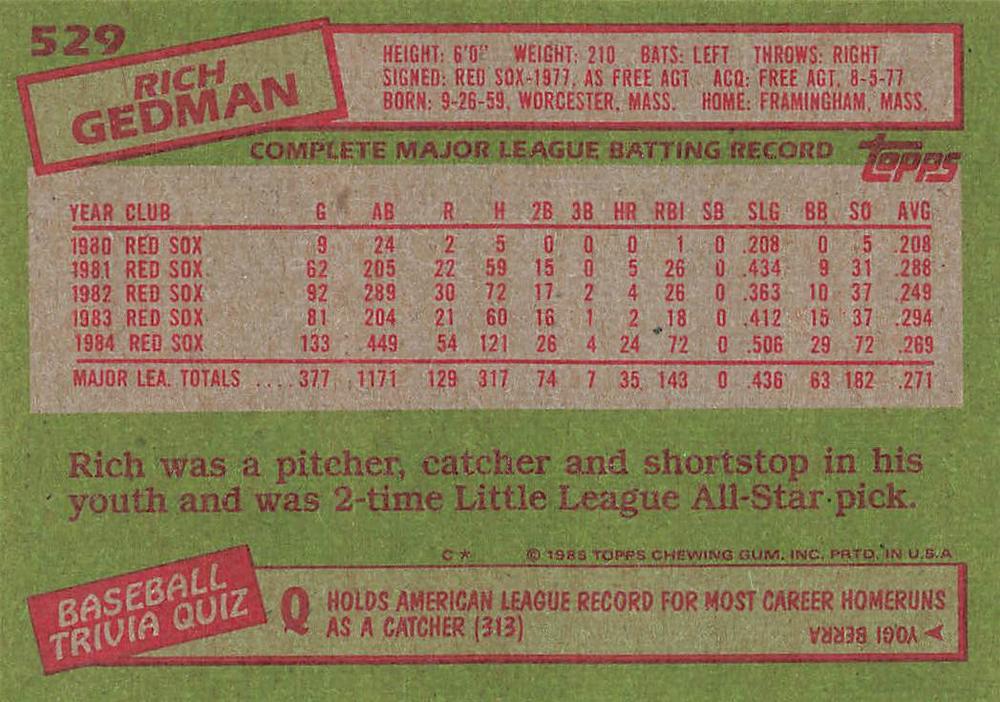 529
RICH
GEDMAN
HEIGHT: 6'0" WEIGHT: 210 BATS: LEFT THROWS: RIGHT
SIGNED: RED SOX-1977, AS FREE AGT ACQ: FREE AGT, 8-5-77
BORN: 9-26-59, WORCESTER, MASS. HOME: FRAMINGHAM, MASS.
COMPLETE MAJOR LEAGUE BATTING RECORD
topps
YEAR CLUB G AB R H 2B 3B HR RBI SB SLG BB SO AVG
1980 RED SOX 9 24 2 5 0 0 0 1 0 .208 0 5 .208
1981 RED SOX 62 205 22 59 15 0 5 26 0 .434 9 31 .288
1982 RED SOX 92 289 30 72 17 2 4 26 0 .363 10 37 .249
1983 RED SOX 81 204 21 60 16 1 2 18 0 .412 15 37 .294
1984 RED SOX 133 449 54 121 26 4 24 72 0 .506 29 72 .269
MAJOR LEA. TOTALS .... 377 1171 129 317 74 7 35 143 0 .436 63 182 .271
Rich was a pitcher, catcher and shortstop in his
youth and was 2-time Little League All-Star pick.
C* © 1985 TOPPS CHEWING GUM, INC. PRTD. IN U.S.A
BASEBALL
TRIVIA QUIZ
Q HOLDS AMERICAN LEAGUE RECORD FOR MOST CAREER HOMERUNS
AS A CATCHER (313)
YOGI BERRA